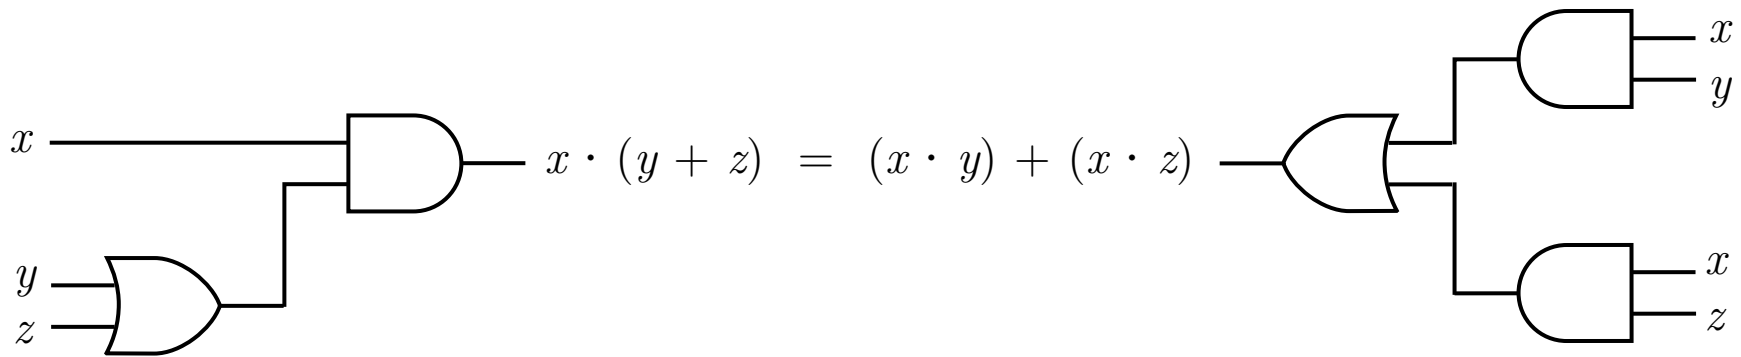 x
y
z
x · (y + z) = (x · y) + (x · z)
x
y
x
z